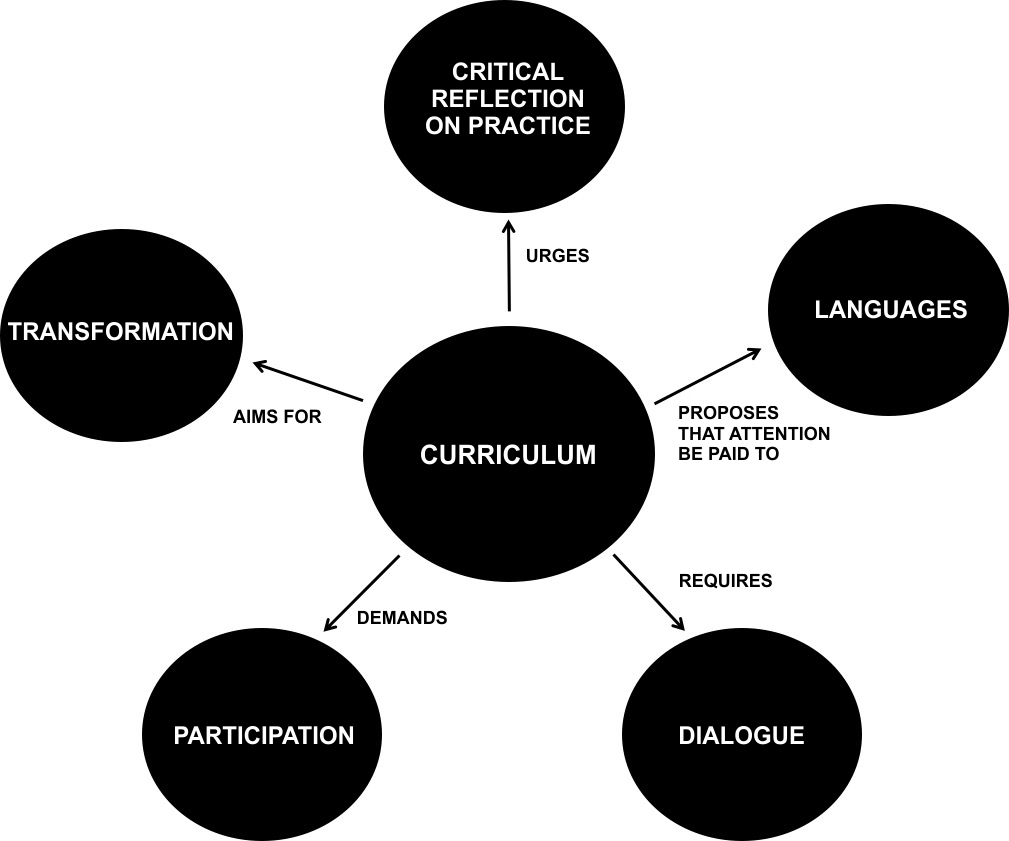 CRITICAL
REFLECTION
ON PRACTICE
URGES
LANGUAGES
TRANSFORMATION
AIMS FOR
PROPOSES
THAT ATTENTION
BE PAID TO
CURRICULUM
REQUIRES
DEMANDS
PARTICIPATION
DIALOGUE